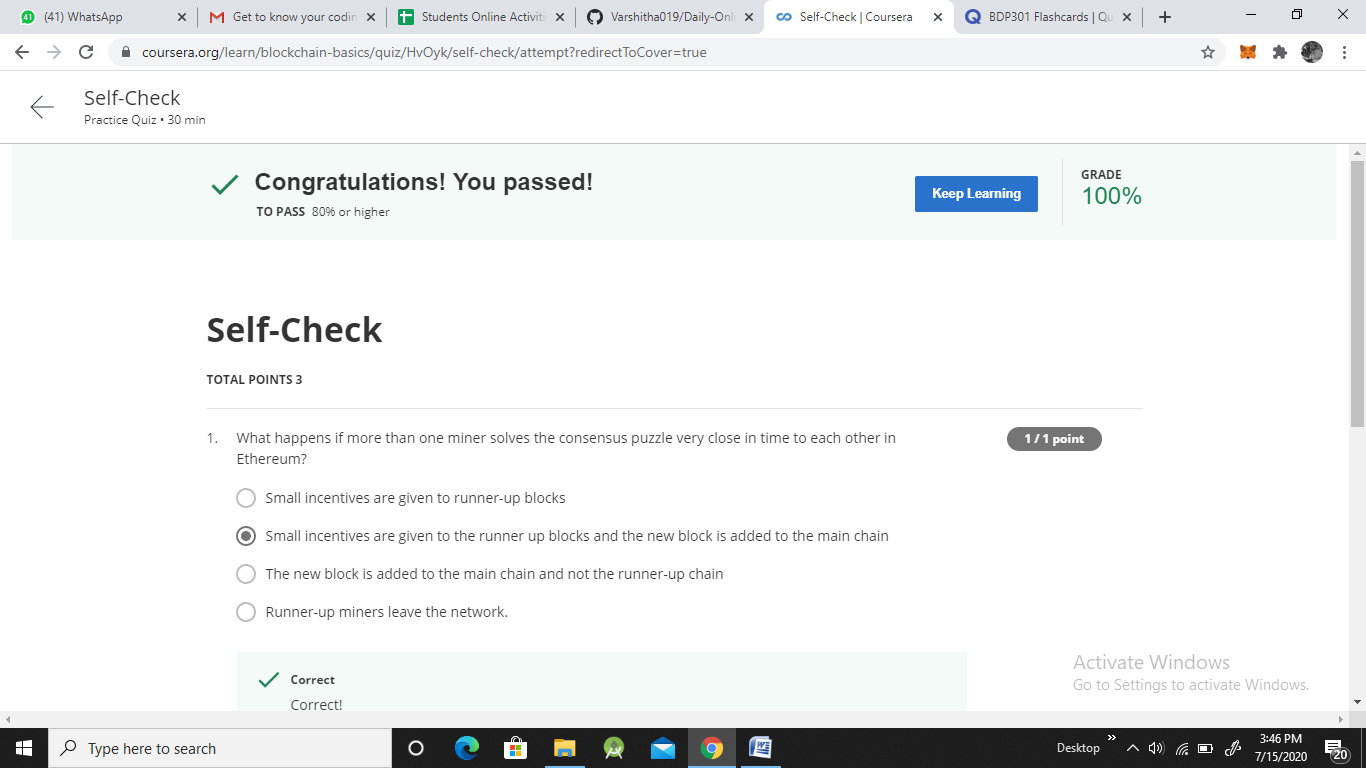 (41) WhatsApp
Get to know your codin
Students Online Activiti
Varshitha019/Daily-Onli
Self-Check | Coursera
BDP301 Flashcards | Qu
coursera.org/learn/blockchain-basics/quiz/HvOyk/self-check/attempt?redirectToCover=true
Self-Check
Practice Quiz • 30 min
Congratulations! You passed!
TO PASS 80% or higher
Keep Learning
GRADE
100%
Self-Check
TOTAL POINTS 3
1. What happens if more than one miner solves the consensus puzzle very close in time to each other in
Ethereum?
1 / 1 point
Small incentives are given to runner-up blocks
Small incentives are given to the runner up blocks and the new block is added to the main chain
The new block is added to the main chain and not the runner-up chain
Runner-up miners leave the network.
Correct
Correct!
Activate Windows
Go to Settings to activate Windows.
Type here to search
Desktop
3:46 PM
7/15/2020
20